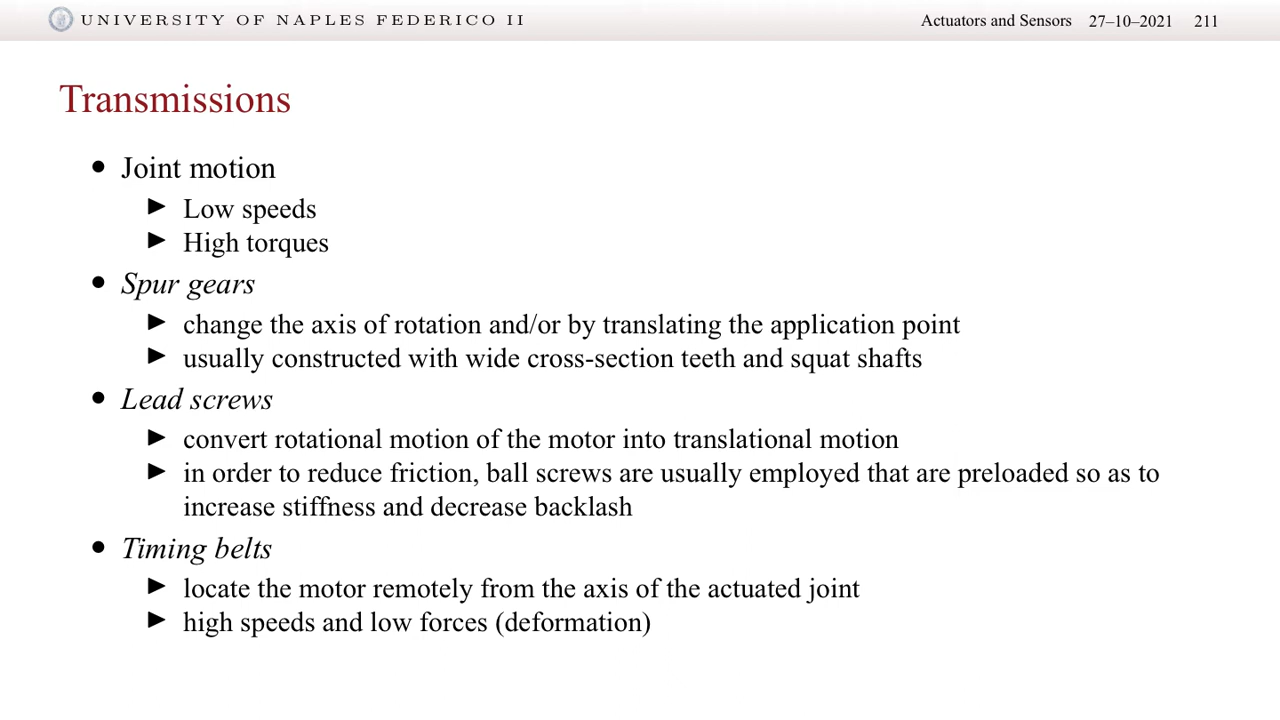 UNIVERSITY OF NAPLES FEDERICO II
Actuators and Sensors 27–10–2021 211
Transmissions
• Joint motion
► Low speeds
► High torques
• Spur gears
► change the axis of rotation and/or by translating the application point
► usually constructed with wide cross-section teeth and squat shafts
• Lead screws
► convert rotational motion of the motor into translational motion
► in order to reduce friction, ball screws are usually employed that are preloaded so as to
increase stiffness and decrease backlash
• Timing belts
► locate the motor remotely from the axis of the actuated joint
► high speeds and low forces (deformation)